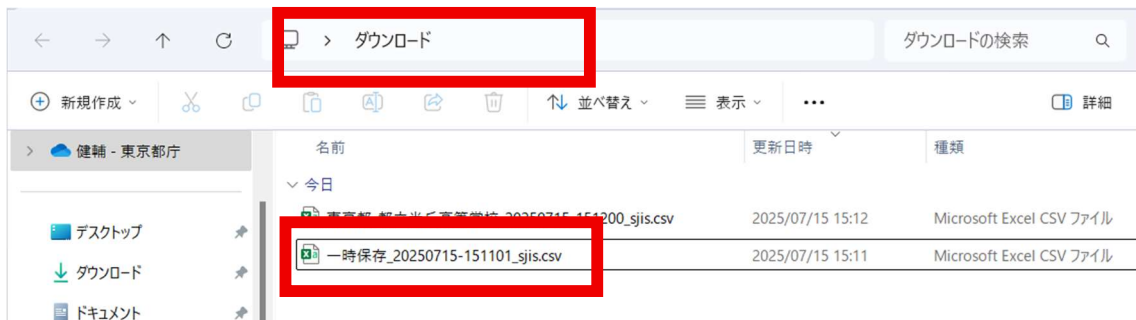 ダウンロード
ダウンロードの検索
新規作成
並べ替え
表示
詳細
健輔 - 東京都庁
名前
更新日時
種類
今日
_20250715-151200_sjis.csv
2025/07/15 15:12
Microsoft Excel CSV ファイル
デスクトップ
一時保存_20250715-151101_sjis.csv
2025/07/15 15:11
Microsoft Excel CSV ファイル
ダウンロード
ドキュメント